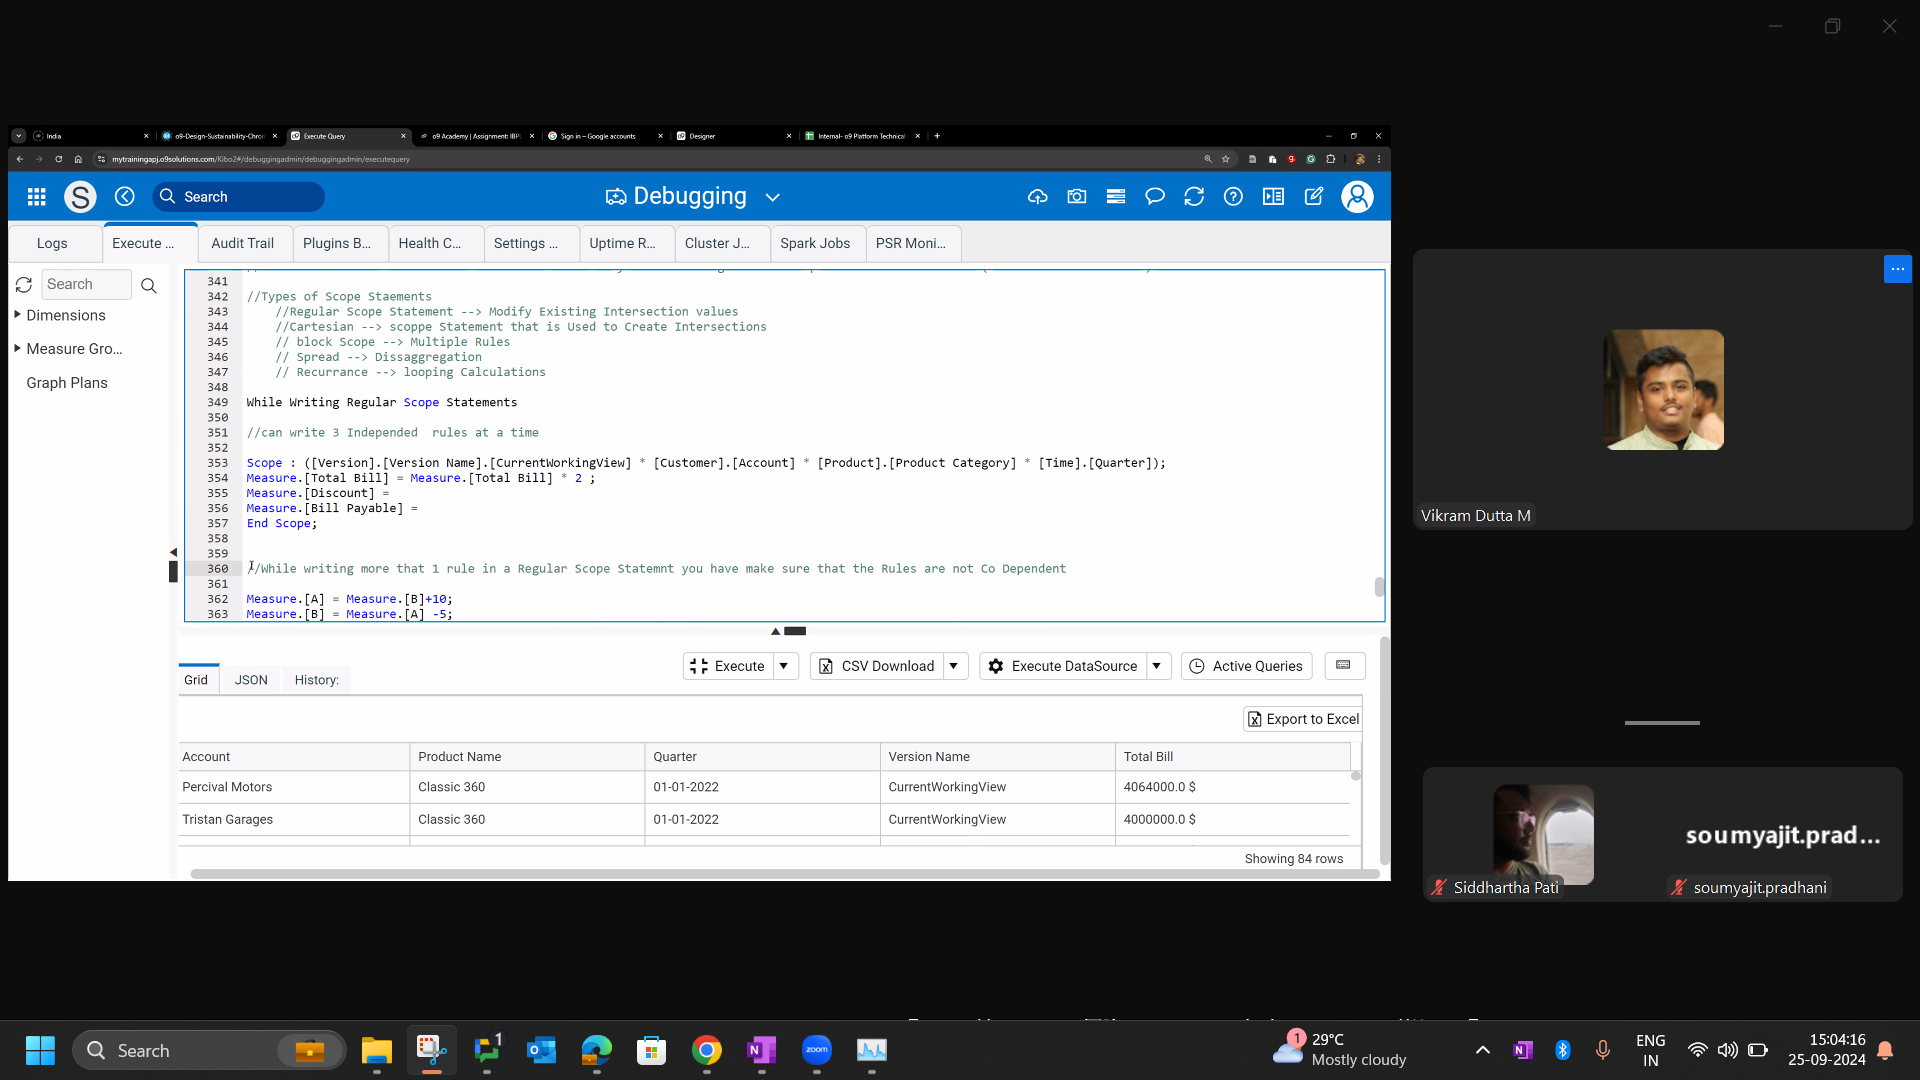 India
o9-Design-Sustainability-Chro
Execute Query
o9 Academy | Assignment: IBPL
Sign in – Google accounts
Designer
Internal- o9 Platform Technical
mytrainingapj.o9solutions.com/Kibo2#/debuggingadmin/debuggingadmin/executequery
S
Search
Debugging
Logs
Execute ...
Audit Trail
Plugins B...
Health C...
Settings ...
Uptime R...
Cluster J...
Spark Jobs
PSR Moni...
Search
Dimensions
Measure Gro...
Graph Plans
341
342 //Types of Scope Staements
343 //Regular Scope Statement --> Modify Existing Intersection values
344 //Cartesian --> scoppe Statement that is Used to Create Intersections
345 // block Scope --> Multiple Rules
346 // Spread --> Dissaggregation
347 // Recurrance --> looping Calculations
348
349 While Writing Regular Scope Statements
350
351 //can write 3 Independed  rules at a time
352
353 Scope : ([Version].[Version Name].[CurrentWorkingView] * [Customer].[Account] * [Product].[Product Category] * [Time].[Quarter]);
354 Measure.[Total Bill] = Measure.[Total Bill] * 2 ;
355 Measure.[Discount] =
356 Measure.[Bill Payable] =
357 End Scope;
358
359
360 //While writing more that 1 rule in a Regular Scope Statemnt you have make sure that the Rules are not Co Dependent
361
362 Measure.[A] = Measure.[B]+10;
363 Measure.[B] = Measure.[A] -5;
Execute
CSV Download
Execute DataSource
Active Queries
Grid
JSON
History:
Export to Excel
Account Product Name Quarter Version Name Total Bill
Percival Motors Classic 360 01-01-2022 CurrentWorkingView 4064000.0 $
Tristan Garages Classic 360 01-01-2022 CurrentWorkingView 4000000.0 $
Showing 84 rows
Vikram Dutta M
soumyajit.prad...
Siddhartha Pati
soumyajit.pradhani
Search
1
zoom
1
29°C
Mostly cloudy
ENG
IN
15:04:16
25-09-2024